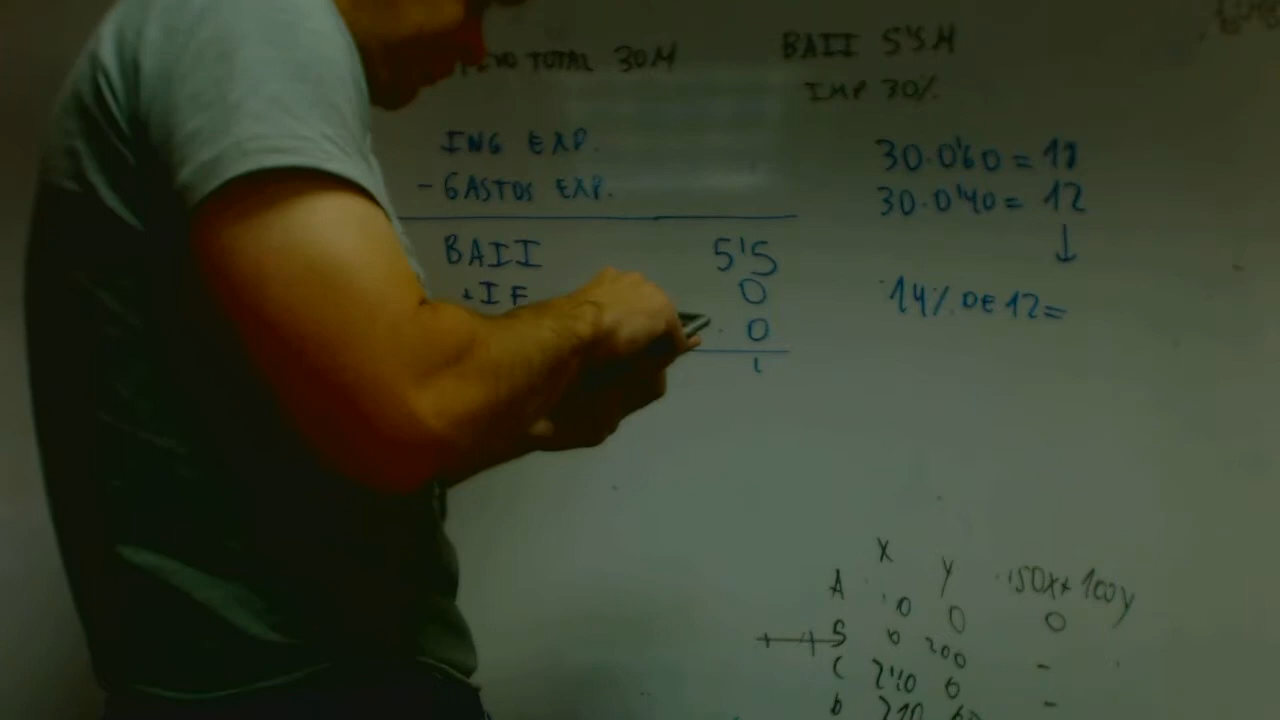 TOTAL 30M
BAII 5'5M
IMP 30%
ING EXP.
- GASTOS EXP.
BAII 5'5
+IF 0
0
30·0'60 = 18
30·0'40 = 12
↓
14% DE 12=
X Y 150X+100y
A 0 0 0
0 200 -
C 240 0 -